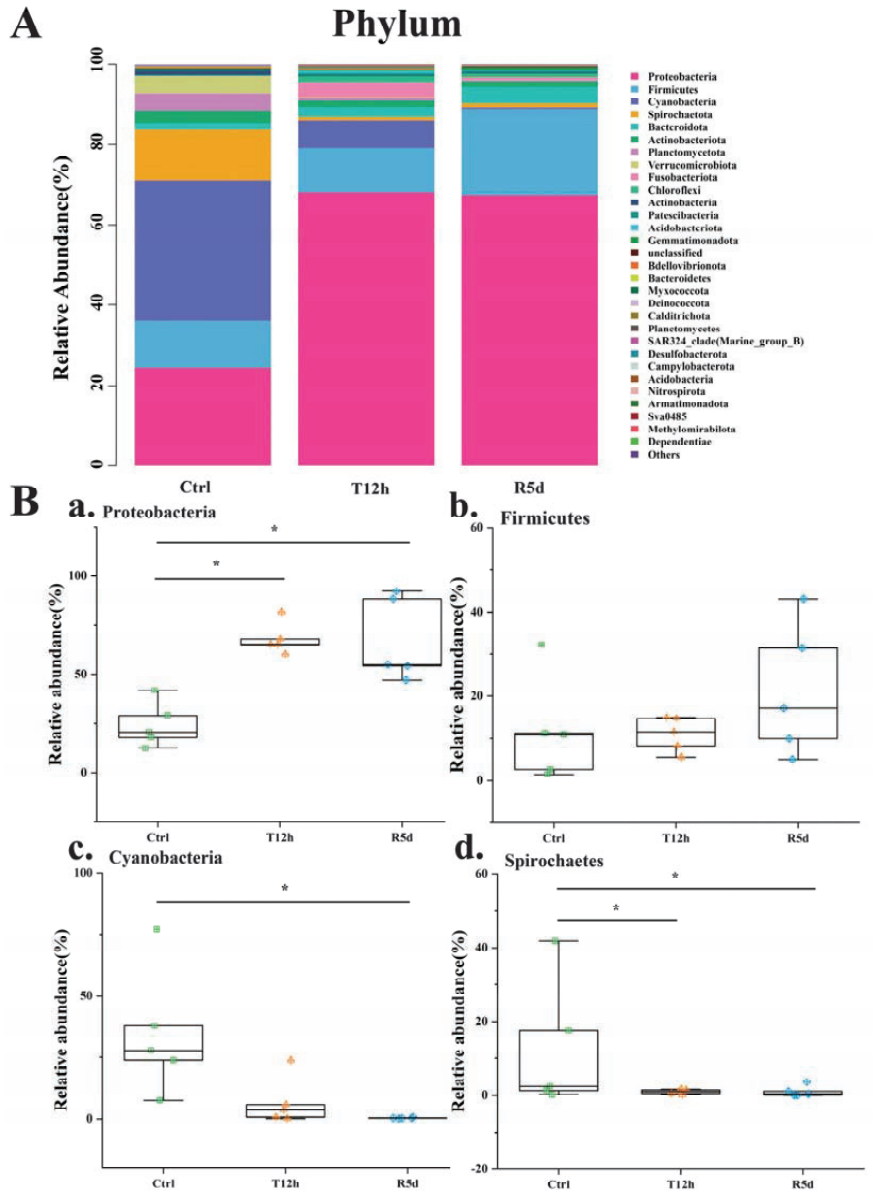 A
Phylum
Relative Abundance(%)
100
80
60
40
20
0
Ctrl
T12h
R5d
Proteobacteria
Firmicutes
Cyanobacteria
Spirochaetota
Bacteroidota
Actinobacteriota
Planctomycetota
Verrucomicrobiota
Fusobacteriota
Chloroflexi
Actinobacteria
Patescibacteria
Acidobacteriota
Gemmatimonadota
unclassified
Bdellovibrionota
Bacteroidetes
Myxococcota
Deinococcota
Calditrichota
Planctomycetes
SAR324_clade(Marine_group_B)
Desulfobacterota
Campylobacterota
Acidobacteria
Nitrospirota
Armatimonadota
Sva0485
Methylomirabilota
Dependentiae
Others
B
a.
Proteobacteria
Relative abundance(%)
100
50
0
*
*
Ctrl
T12h
R5d
b.
Firmicutes
Relative abundance(%)
60
40
20
0
Ctrl
T12h
R5d
c.
Cyanobacteria
Relative abundance(%)
100
50
0
*
Ctrl
T12h
R5d
d.
Spirochaetes
Relative abundance(%)
60
40
20
0
-20
*
*
Ctrl
T12h
R5d